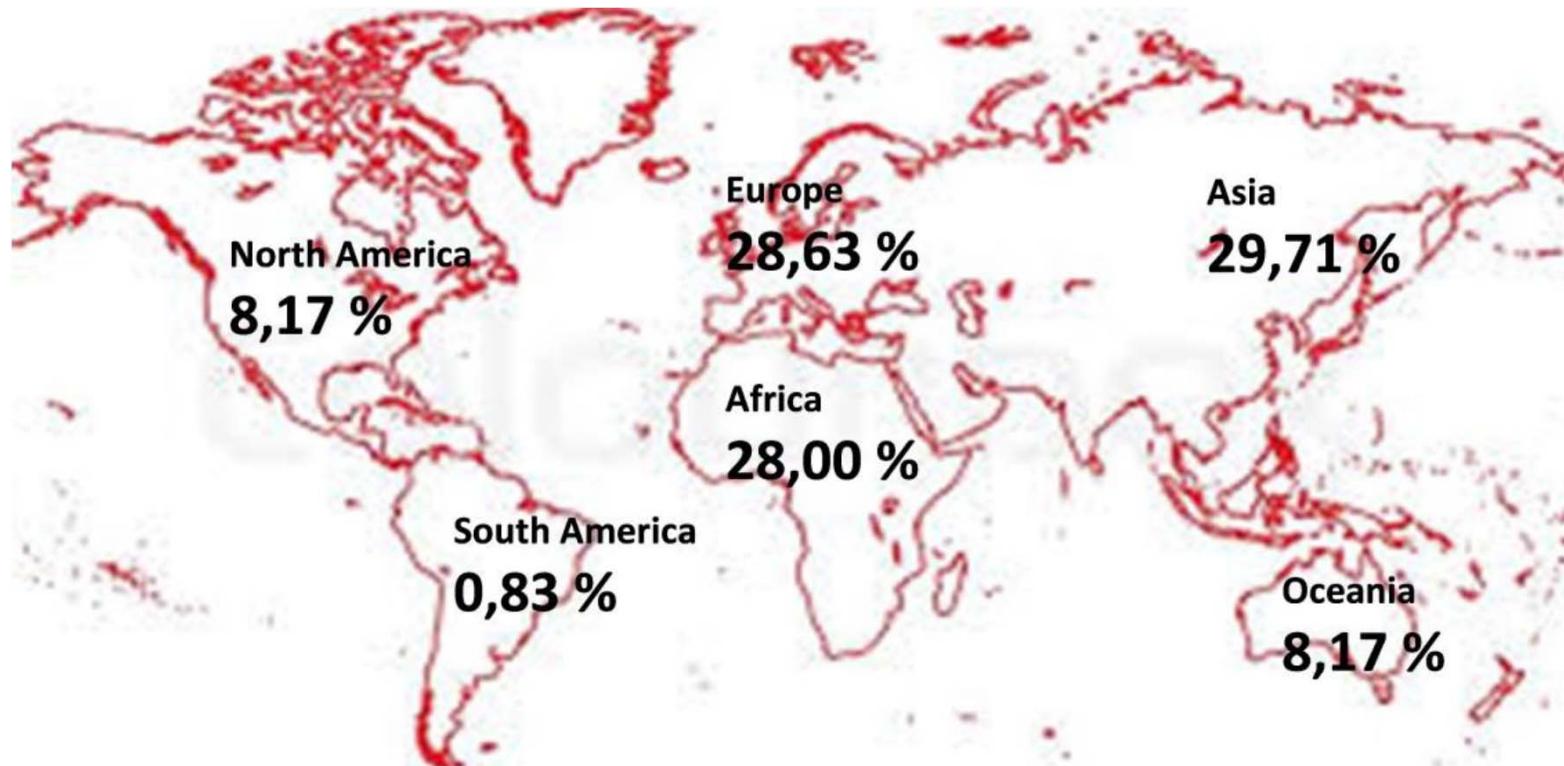 Europe
28,63 %
Asia
29,71 %
North America
8,17 %
Africa
28,00 %
South America
0,83 %
Oceania
8,17 %